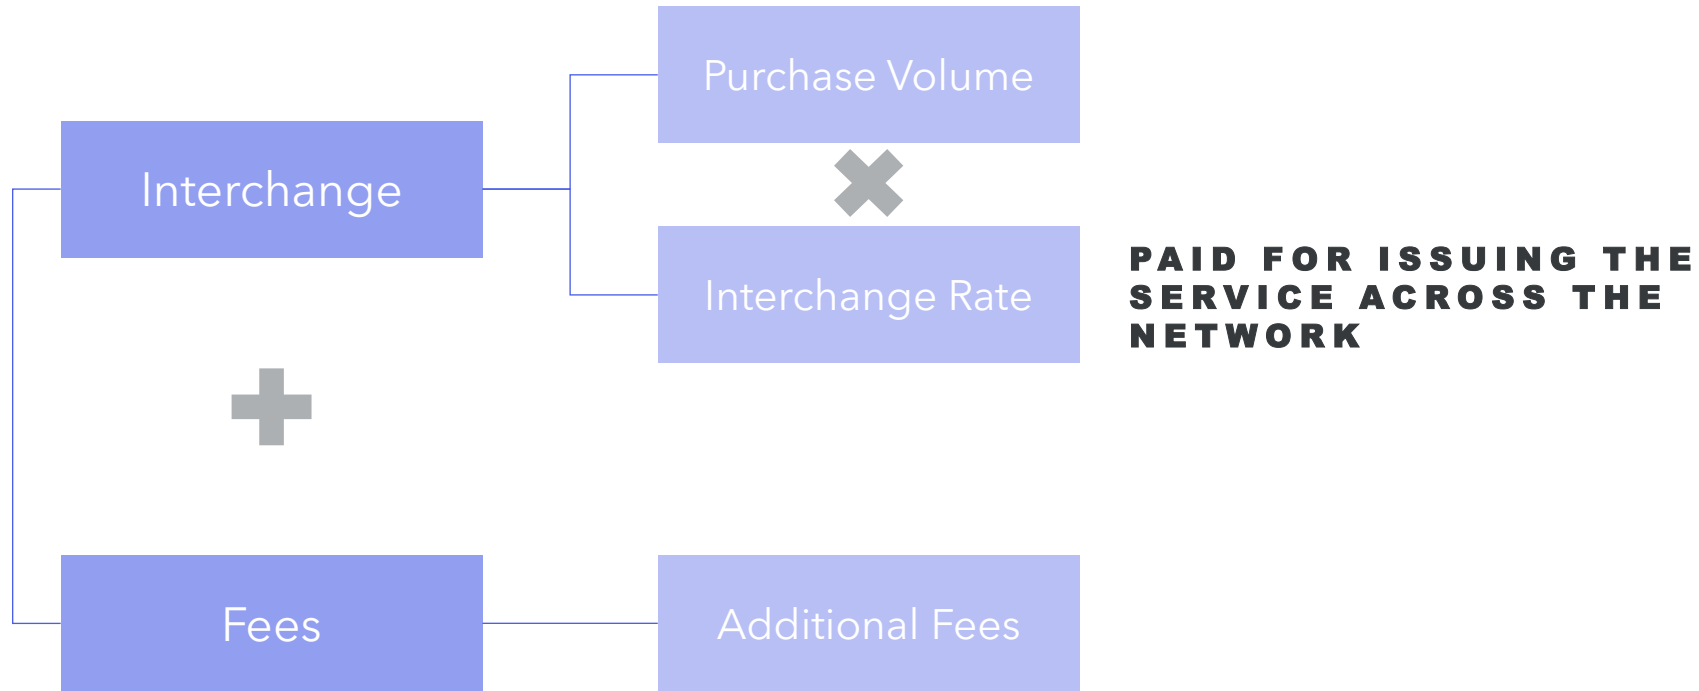 Purchase Volume
Interchange
Interchange Rate
PAID FOR ISSUING THE
SERVICE ACROSS THE
NETWORK
Fees
Additional Fees